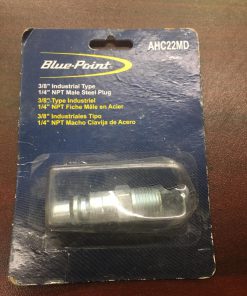 AHC22MD
Blue-Point
3/8" Industrial Type
1/4" NPT Male Steel Plug
3/8" Type Industriel
1/4" NPT Fiche Mâle en Acier
3/8" Industriales Tipo
1/4" NPT Macho Clavija de Acero